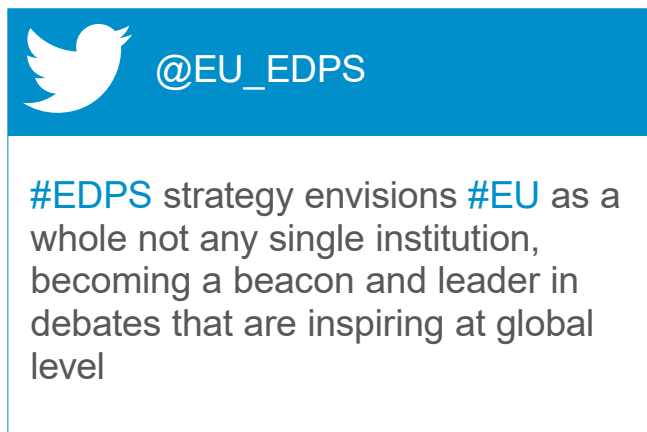 @EU_EDPS
#EDPS strategy envisions #EU as a
whole not any single institution,
becoming a beacon and leader in
debates that are inspiring at global
level